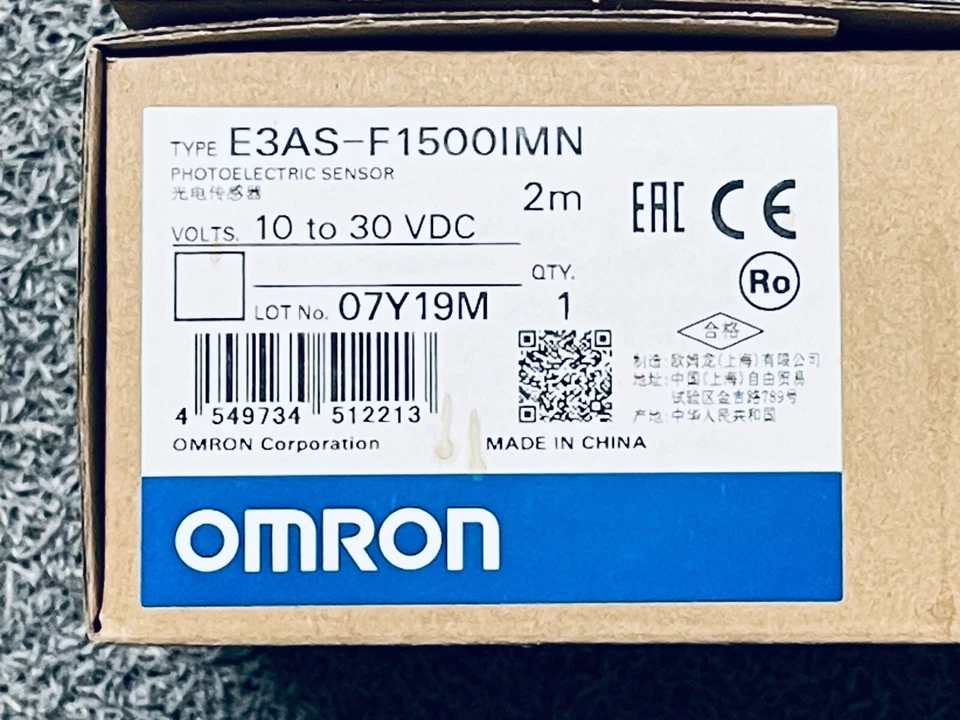 TYPE E3AS-F1500IMN
PHOTOELECTRIC SENSOR
光电传感器
2m
VOLTS. 10 to 30 VDC
QTY.
1
LOT No. 07Y19M
EAC CE
Ro
合格
制造:欧姆龙(上海)有限公司
地址:中国(上海)自由贸易
试验区金吉路789号
产地:中华人民共和国
4 549734 512213
OMRON Corporation
MADE IN CHINA
OMRON